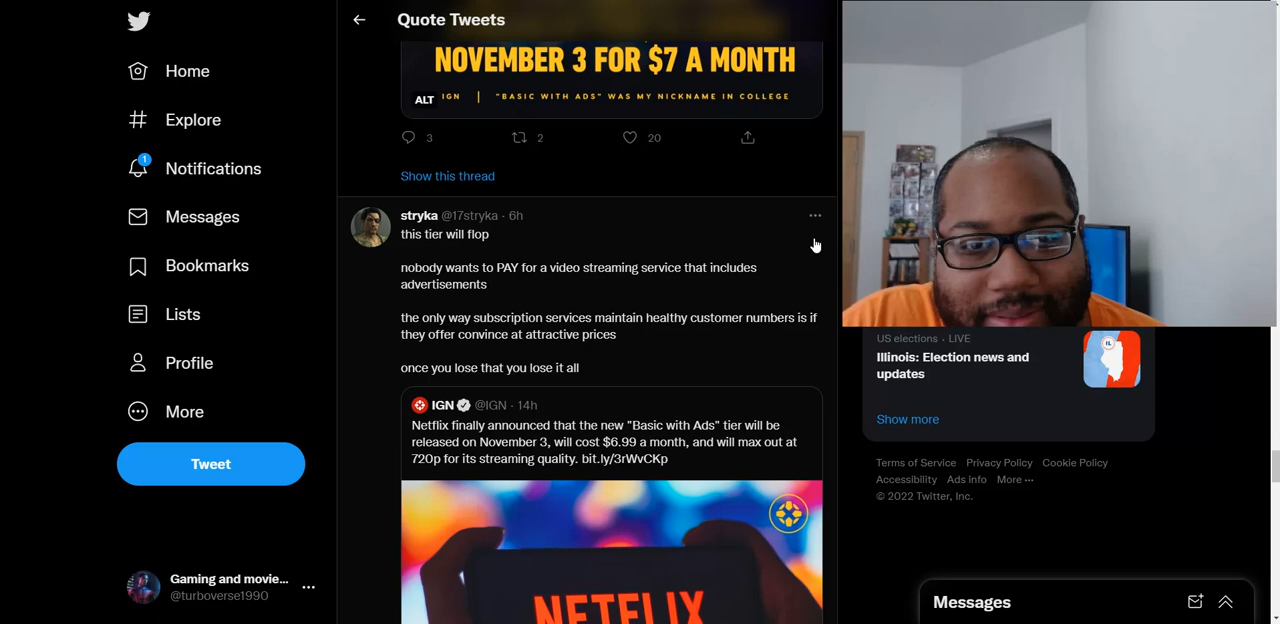 Home
Explore
1
Notifications
Messages
Bookmarks
Lists
Profile
More
Tweet
Gaming and movie...
@turboverse1990
Quote Tweets
NOVEMBER 3 FOR $7 A MONTH
ALT IGN | "BASIC WITH ADS" WAS MY NICKNAME IN COLLEGE
3 2 20
Show this thread
stryka @17stryka · 6h
this tier will flop
nobody wants to PAY for a video streaming service that includes
advertisements
the only way subscription services maintain healthy customer numbers is if
they offer convince at attractive prices
once you lose that you lose it all
IGN @IGN · 14h
Netflix finally announced that the new "Basic with Ads" tier will be
released on November 3, will cost $6.99 a month, and will max out at
720p for its streaming quality. bit.ly/3rWvCKp
NETFLIX
US elections · LIVE
Illinois: Election news and
updates
IL
Show more
Terms of Service Privacy Policy Cookie Policy
Accessibility Ads info More ···
© 2022 Twitter, Inc.
Messages